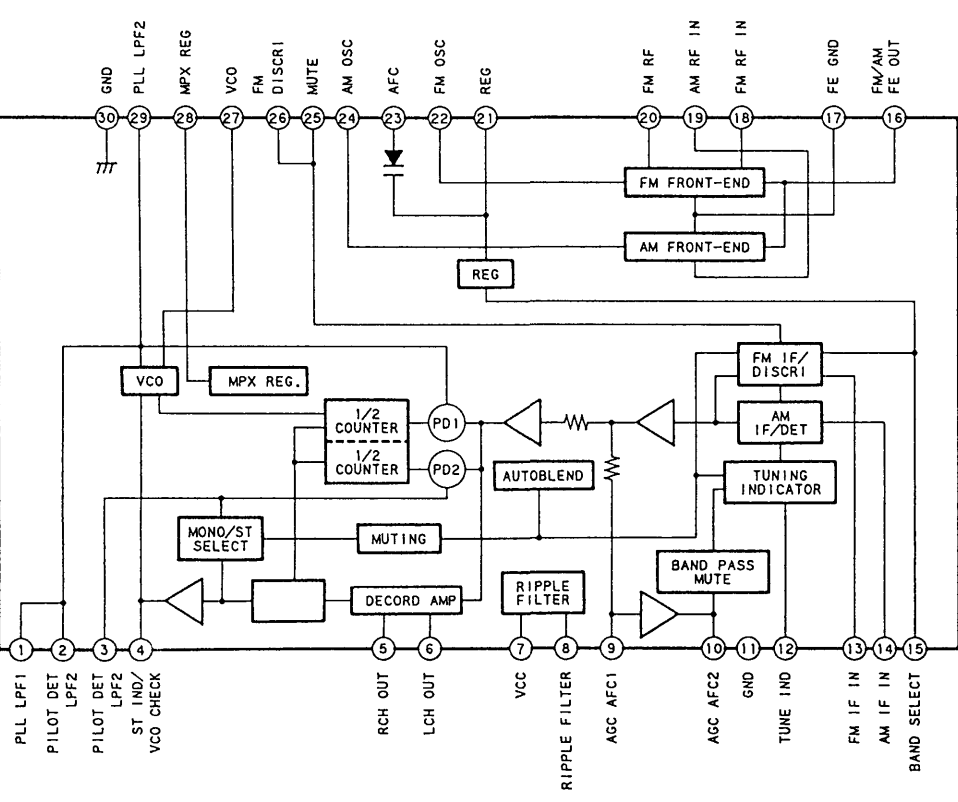 GND
PLL LPF2
MPX REG
VCO
FM
DISCRI
MUTE
AM OSC
AFC
FM OSC
REG
FM RF
AM RF IN
FM RF IN
FE GND
FM/AM
FE OUT
30
29
28
27
26
25
24
23
22
21
20
19
18
17
16
FM FRONT-END
AM FRONT-END
REG
VCO
MPX REG.
FM IF/
DISCRI
1/2
COUNTER
PD1
AM
IF/DET
1/2
COUNTER
PD2
AUTOBLEND
TUNING
INDICATOR
MONO/ST
SELECT
MUTING
BAND PASS
MUTE
DECORD AMP
RIPPLE
FILTER
1
2
3
4
5
6
7
8
9
10
11
12
13
14
15
PLL LPF1
PILOT DET
LPF2
PILOT DET
LPF2
ST IND/
VCO CHECK
RCH OUT
LCH OUT
VCC
RIPPLE FILTER
AGC AFC1
AGC AFC2
GND
TUNE IND
FM IF IN
AM IF IN
BAND SELECT